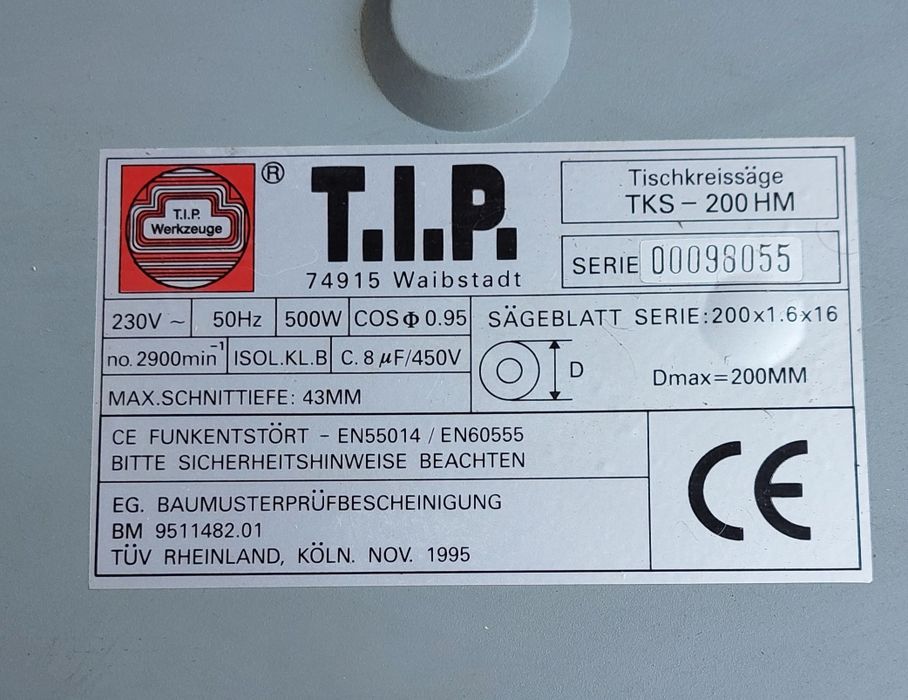 T.I.P.
Werkzeuge
®
T.I.P.
74915 Waibstadt
Tischkreissäge
TKS – 200 HM
SERIE 00098055
230V ~ 50Hz 500W COS Φ 0.95
no. 2900min⁻¹ ISOL.KL.B C. 8 µF/450V
MAX.SCHNITTIEFE: 43MM
SÄGEBLATT SERIE: 200x1.6x16
D
Dmax=200MM
CE FUNKENTSTÖRT – EN55014 / EN60555
BITTE SICHERHEITSHINWEISE BEACHTEN
EG. BAUMUSTERPRÜFBESCHEINIGUNG
BM 9511482.01
TÜV RHEINLAND, KÖLN. NOV. 1995
CE